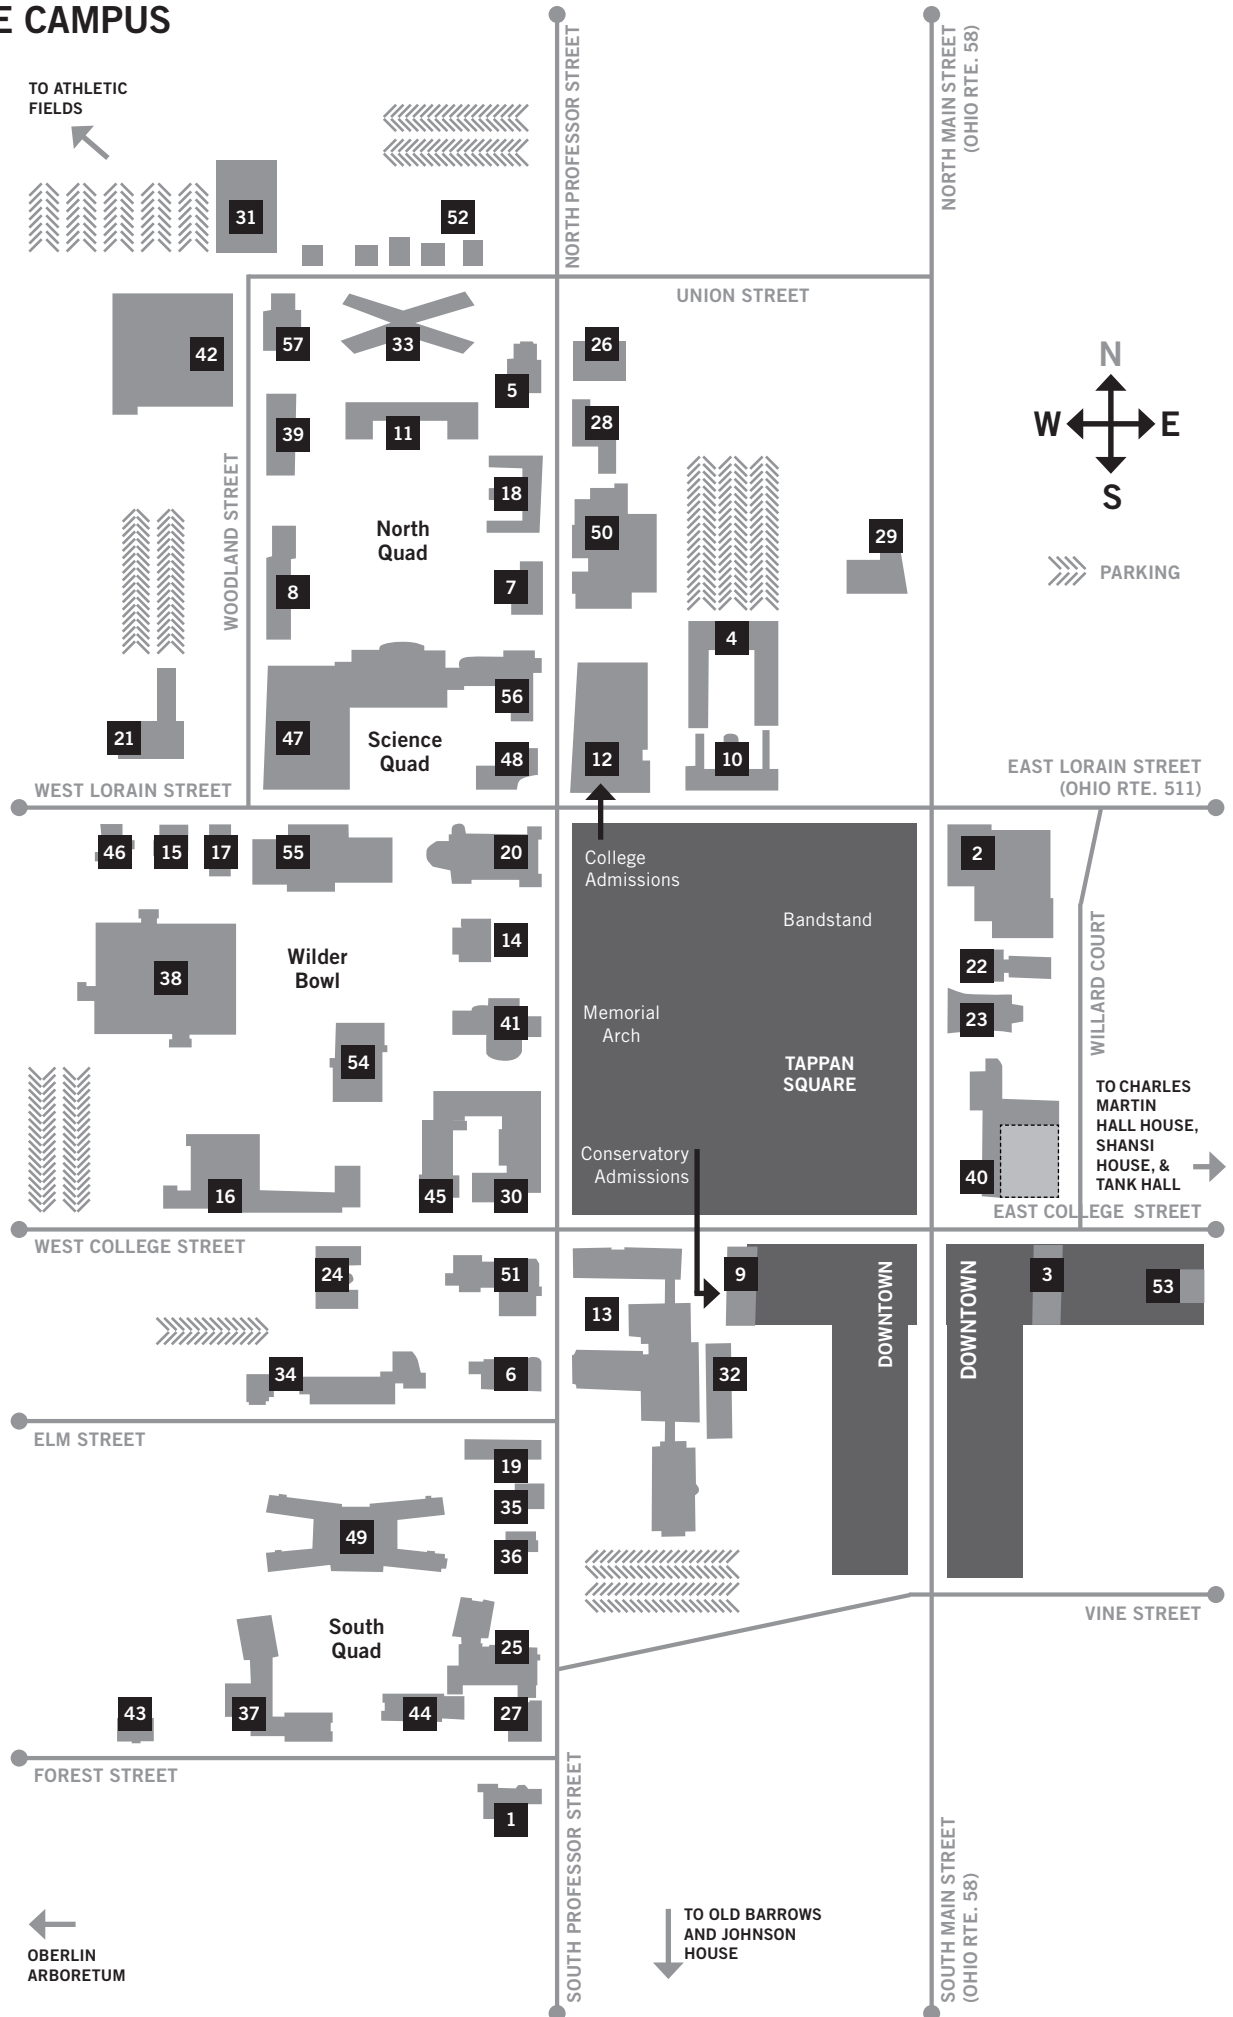 E CAMPUS
NORTH PROFESSOR STREET
NORTH MAIN STREET
(OHIO RTE. 58)
TO ATHLETIC
FIELDS
31
52
UNION STREET
42
57
33
5
26
N
W
E
S
39
11
28
WOODLAND STREET
18
North
Quad
50
29
PARKING
8
7
4
56
21
47
Science
Quad
48
12
10
WEST LORAIN STREET
EAST LORAIN STREET
(OHIO RTE. 511)
46
15
17
55
20
College
Admissions
2
Bandstand
14
Wilder
Bowl
38
22
WILLARD COURT
41
Memorial
Arch
23
54
TAPPAN
SQUARE
TO CHARLES
MARTIN
HALL HOUSE,
SHANSI
HOUSE, &
TANK HALL
Conservatory
Admissions
40
16
45
30
EAST COLLEGE STREET
WEST COLLEGE STREET
24
51
9
DOWNTOWN
DOWNTOWN
3
53
13
34
6
32
ELM STREET
19
35
49
36
VINE STREET
South
Quad
25
43
37
44
27
FOREST STREET
SOUTH PROFESSOR STREET
1
SOUTH MAIN STREET
(OHIO RTE. 58)
TO OLD BARROWS
AND JOHNSON
HOUSE
OBERLIN
ARBORETUM